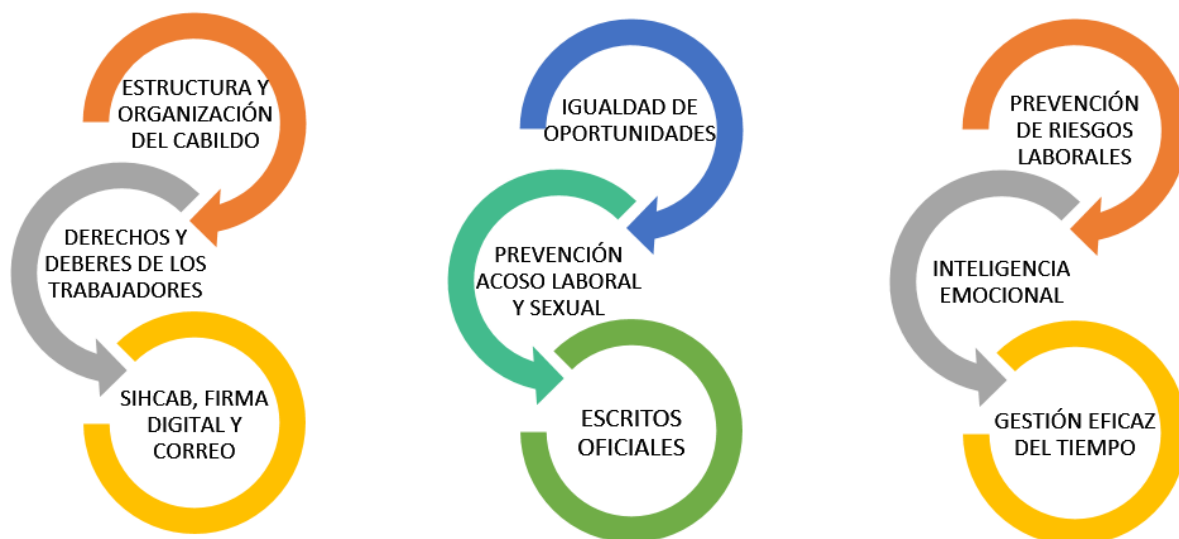 ESTRUCTURA Y
ORGANIZACIÓN
DEL CABILDO
DERECHOS Y
DEBERES DE LOS
TRABAJADORES
SIHCAB, FIRMA
DIGITAL Y
CORREO
IGUALDAD DE
OPORTUNIDADES
PREVENCIÓN
ACOSO LABORAL
Y SEXUAL
ESCRITOS
OFICIALES
PREVENCIÓN
DE RIESGOS
LABORALES
INTELIGENCIA
EMOCIONAL
GESTIÓN EFICAZ
DEL TIEMPO